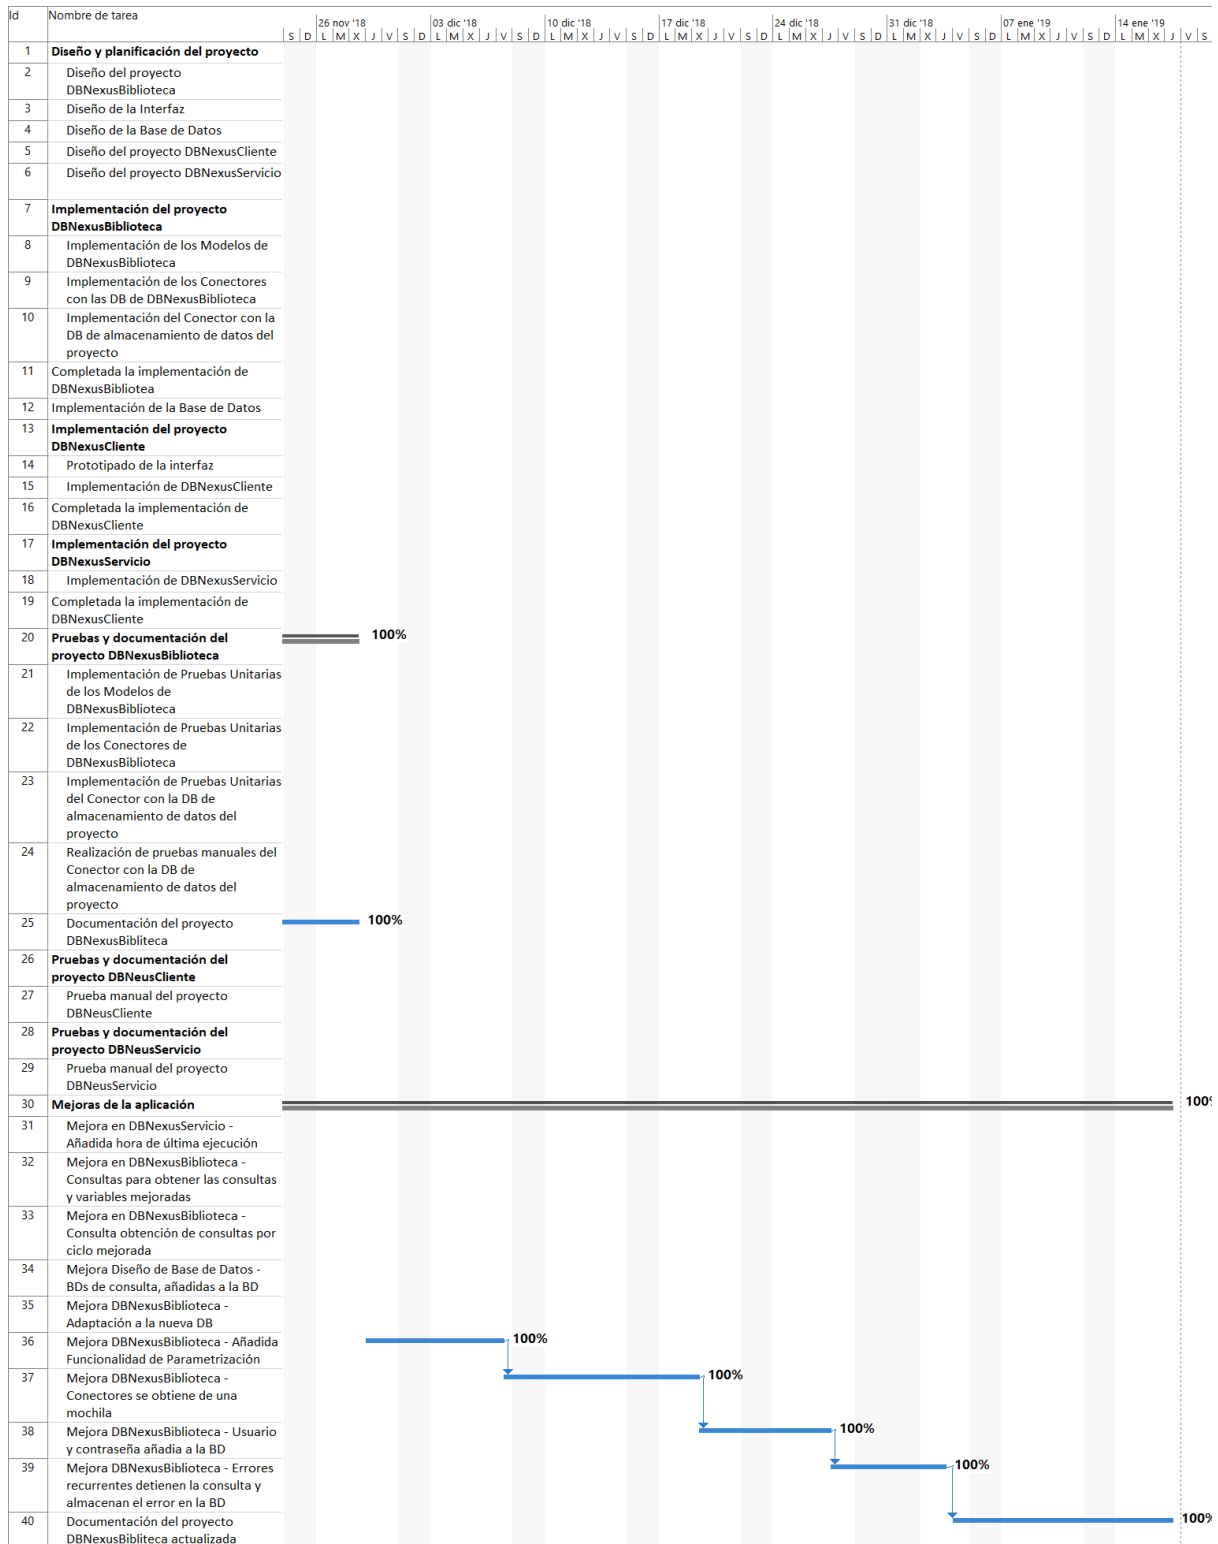 Id Nombre de tarea
26 nov '18 03 dic '18 10 dic '18 17 dic '18 24 dic '18 31 dic '18 07 ene '19 14 ene '19
S D L M X J V S D L M X J V S D L M X J V S D L M X J V S D L M X J V S D L M X J V S D L M X J V S D L M X J V S
1 Diseño y planificación del proyecto
2 Diseño del proyecto
DBNexusBiblioteca
3 Diseño de la Interfaz
4 Diseño de la Base de Datos
5 Diseño del proyecto DBNexusCliente
6 Diseño del proyecto DBNexusServicio
7 Implementación del proyecto
DBNexusBiblioteca
8 Implementación de los Modelos de
DBNexusBiblioteca
9 Implementación de los Conectores
con las DB de DBNexusBiblioteca
10 Implementación del Conector con la
DB de almacenamiento de datos del
proyecto
11 Completada la implementación de
DBNexusBibliotea
12 Implementación de la Base de Datos
13 Implementación del proyecto
DBNexusCliente
14 Prototipado de la interfaz
15 Implementación de DBNexusCliente
16 Completada la implementación de
DBNexusCliente
17 Implementación del proyecto
DBNexusServicio
18 Implementación de DBNexusServicio
19 Completada la implementación de
DBNexusCliente
20 Pruebas y documentación del 100%
proyecto DBNexusBiblioteca
21 Implementación de Pruebas Unitarias
de los Modelos de
DBNexusBiblioteca
22 Implementación de Pruebas Unitarias
de los Conectores de
DBNexusBiblioteca
23 Implementación de Pruebas Unitarias
del Conector con la DB de
almacenamiento de datos del
proyecto
24 Realización de pruebas manuales del
Conector con la DB de
almacenamiento de datos del
proyecto
25 Documentación del proyecto 100%
DBNexusBibliteca
26 Pruebas y documentación del
proyecto DBNeusCliente
27 Prueba manual del proyecto
DBNeusCliente
28 Pruebas y documentación del
proyecto DBNeusServicio
29 Prueba manual del proyecto
DBNeusServicio
30 Mejoras de la aplicación 100%
31 Mejora en DBNexusServicio -
Añadida hora de última ejecución
32 Mejora en DBNexusBiblioteca -
Consultas para obtener las consultas
y variables mejoradas
33 Mejora en DBNexusBiblioteca -
Consulta obtención de consultas por
ciclo mejorada
34 Mejora Diseño de Base de Datos -
BDs de consulta, añadidas a la BD
35 Mejora DBNexusBiblioteca -
Adaptación a la nueva DB
36 Mejora DBNexusBiblioteca - Añadida 100%
Funcionalidad de Parametrización
37 Mejora DBNexusBiblioteca - 100%
Conectores se obtiene de una
mochila
38 Mejora DBNexusBiblioteca - Usuario 100%
y contraseña añadia a la BD
39 Mejora DBNexusBiblioteca - Errores 100%
recurrentes detienen la consulta y
almacenan el error en la BD
40 Documentación del proyecto 100%
DBNexusBibliteca actualizada